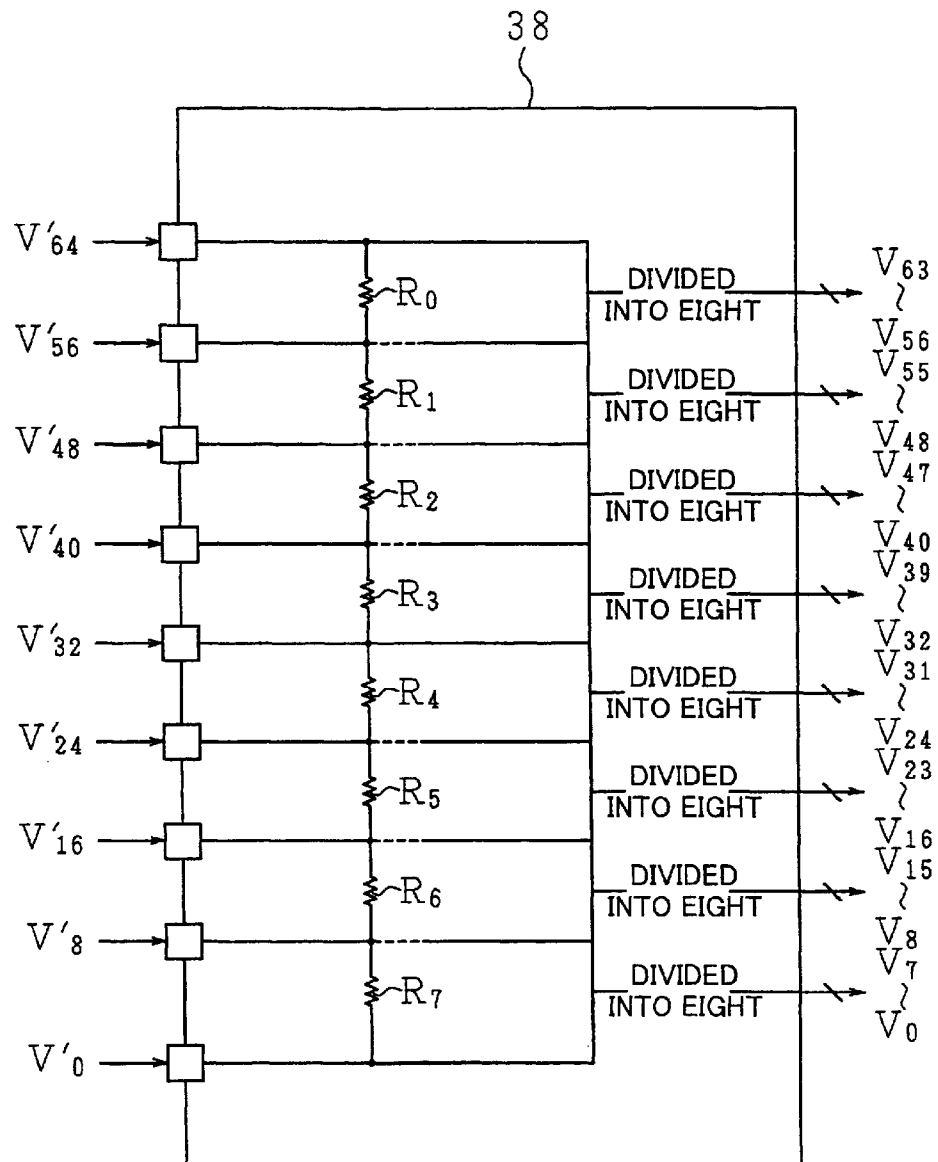 38
V'64
R0
DIVIDED INTO EIGHT
V63
~
V56
V'56
R1
DIVIDED INTO EIGHT
V55
~
V48
V'48
R2
DIVIDED INTO EIGHT
V47
~
V40
V'40
R3
DIVIDED INTO EIGHT
V39
~
V32
V'32
R4
DIVIDED INTO EIGHT
V31
~
V24
V'24
R5
DIVIDED INTO EIGHT
V23
~
V16
V'16
R6
DIVIDED INTO EIGHT
V15
~
V8
V'8
R7
DIVIDED INTO EIGHT
V7
~
V0
V'0